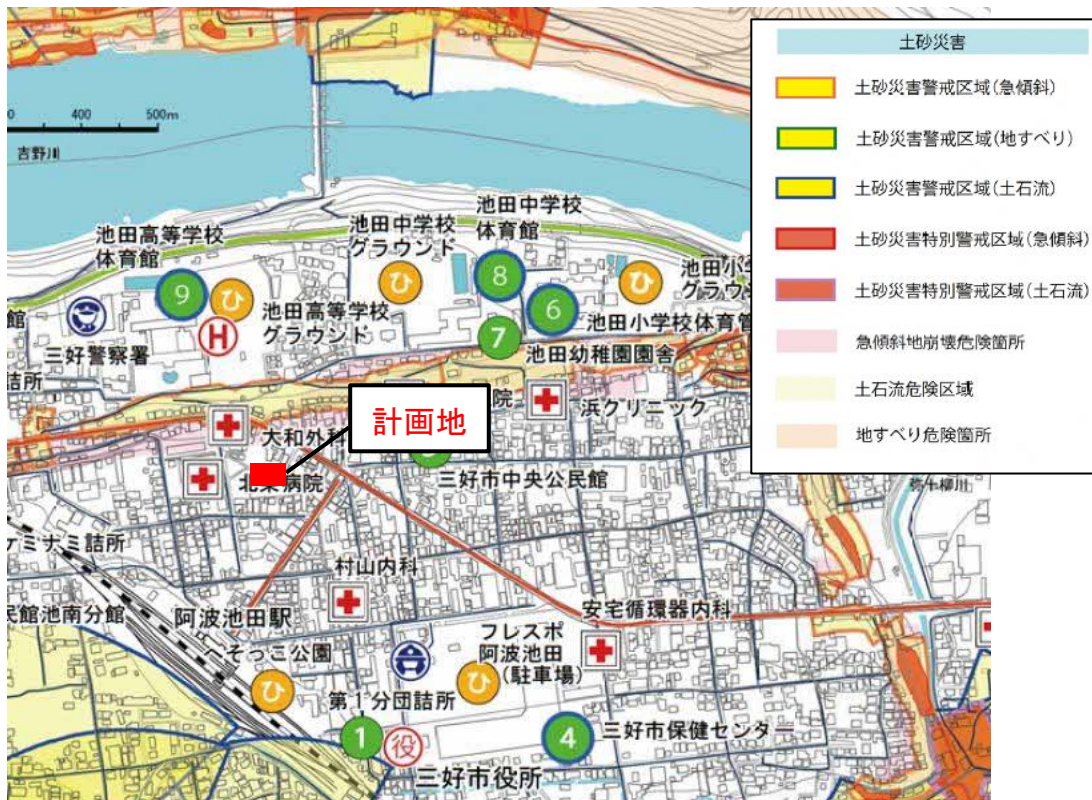 土砂災害
土砂災害警戒区域(急傾斜)
土砂災害警戒区域(地すべり)
土砂災害警戒区域(土石流)
土砂災害特別警戒区域(急傾斜)
土砂災害特別警戒区域(土石流)
急傾斜地崩壊危険箇所
土石流危険区域
地すべり危険箇所
0 400 500m
吉野川
池田高等学校
体育館
9
ひ
池田高等学校
グラウンド
H
三好警察署
池田中学校
グラウンド
ひ
池田中学校
体育館
8
6
ひ
池田小学校体育館
7
池田幼稚園園舎
館
詰所
大和外科
計画地
院
浜クリニック
三好市中央公民館
病院
ケミナミ詰所
民館池南分館
村山内科
阿波池田駅
へそっこ公園
ひ
安宅循環器内科
フレスポ
阿波池田
(駐車場)
ひ
第1分団詰所
1
役
三好市役所
4
三好市保健センター